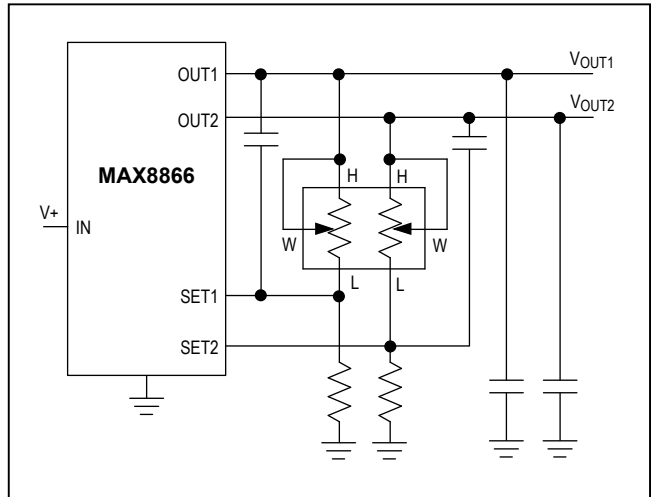 OUT1
V_OUT1
OUT2
V_OUT2
MAX8866
H
H
V+
IN
W
W
L
L
SET1
SET2